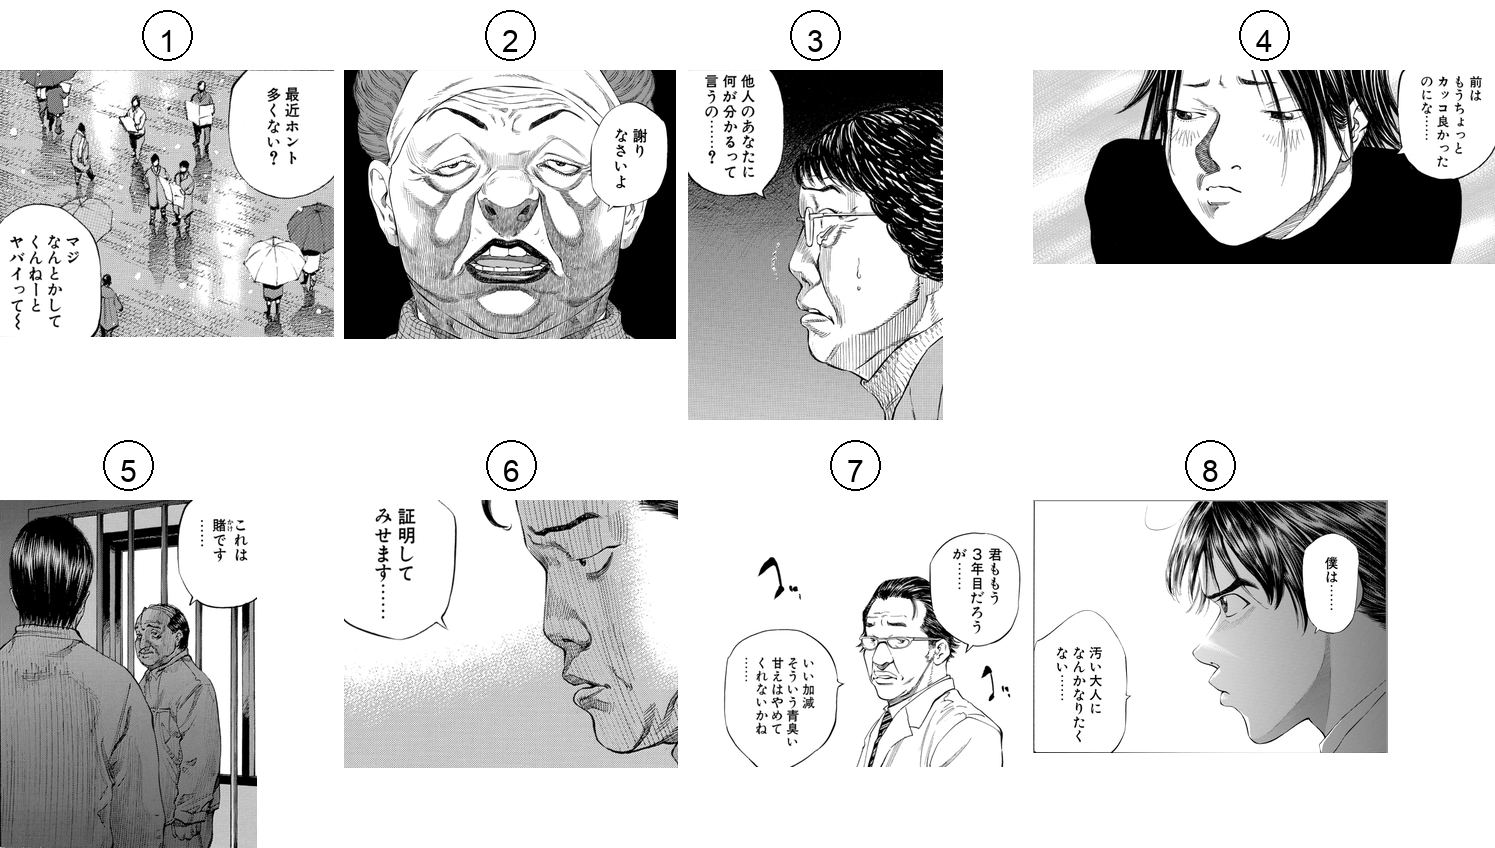 1
最近ホント
多くない?
マジ
なんとかして
くんねーと
ヤバイって~
2
謝り
なさいよ
3
他人のあなたに
何が分かるって
言うの……?
4
前は
もうちょっと
カッコ良かった
のにな……
5
これは
賭です
かけ
……
6
証明して
みせます……
7
君ももう
3年目だろう
が……
いい加減
そういう青臭い
甘えはやめて
くれないかね
……
8
僕は……
汚い大人に
なんかなりたく
ない……